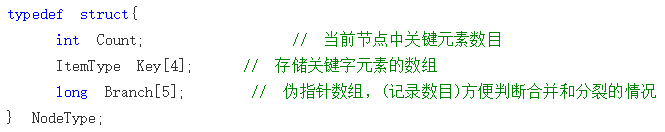 typedef struct{
int Count; // 当前节点中关键元素数目
ItemType Key[4]; // 存储关键字元素的数组
long Branch[5]; // 伪指针数组，(记录数目)方便判断合并和分裂的情况
} NodeType;